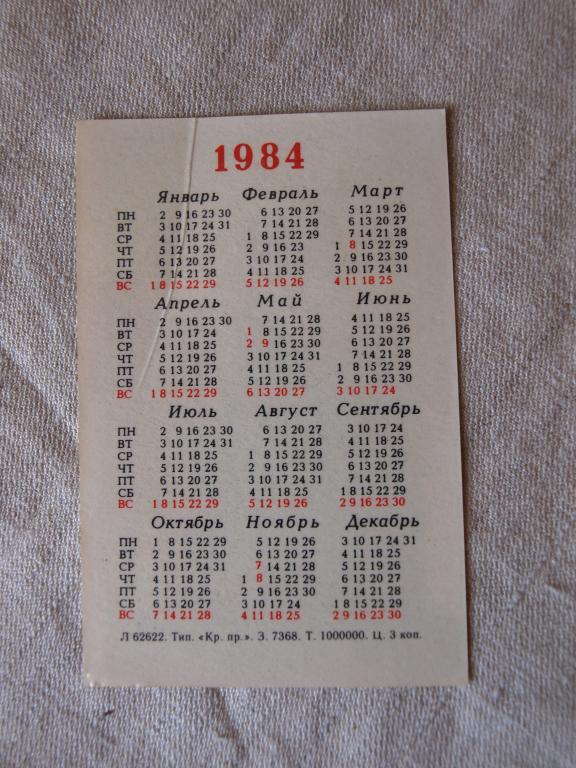 1984
Январь Февраль Март
ПН 2 9 16 23 30 6 13 20 27 5 12 19 26
ВТ 3 10 17 24 31 7 14 21 28 6 13 20 27
СР 4 11 18 25 1 8 15 22 29 7 14 21 28
ЧТ 5 12 19 26 2 9 16 23 1 8 15 22 29
ПТ 6 13 20 27 3 10 17 24 2 9 16 23 30
СБ 7 14 21 28 4 11 18 25 3 10 17 24 31
ВС 1 8 15 22 29 5 12 19 26 4 11 18 25
Апрель Май Июнь
ПН 2 9 16 23 30 7 14 21 28 4 11 18 25
ВТ 3 10 17 24 1 8 15 22 29 5 12 19 26
СР 4 11 18 25 2 9 16 23 30 6 13 20 27
ЧТ 5 12 19 26 3 10 17 24 31 7 14 21 28
ПТ 6 13 20 27 4 11 18 25 1 8 15 22 29
СБ 7 14 21 28 5 12 19 26 2 9 16 23 30
ВС 1 8 15 22 29 6 13 20 27 3 10 17 24
Июль Август Сентябрь
ПН 2 9 16 23 30 6 13 20 27 3 10 17 24
ВТ 3 10 17 24 31 7 14 21 28 4 11 18 25
СР 4 11 18 25 1 8 15 22 29 5 12 19 26
ЧТ 5 12 19 26 2 9 16 23 30 6 13 20 27
ПТ 6 13 20 27 3 10 17 24 31 7 14 21 28
СБ 7 14 21 28 4 11 18 25 1 8 15 22 29
ВС 1 8 15 22 29 5 12 19 26 2 9 16 23 30
Октябрь Ноябрь Декабрь
ПН 1 8 15 22 29 5 12 19 26 3 10 17 24 31
ВТ 2 9 16 23 30 6 13 20 27 4 11 18 25
СР 3 10 17 24 31 7 14 21 28 5 12 19 26
ЧТ 4 11 18 25 1 8 15 22 29 6 13 20 27
ПТ 5 12 19 26 2 9 16 23 30 7 14 21 28
СБ 6 13 20 27 3 10 17 24 1 8 15 22 29
ВС 7 14 21 28 4 11 18 25 2 9 16 23 30
Л 62622. Тип. «Кр. пр.». З. 7368. Т. 1000000. Ц. 3 коп.